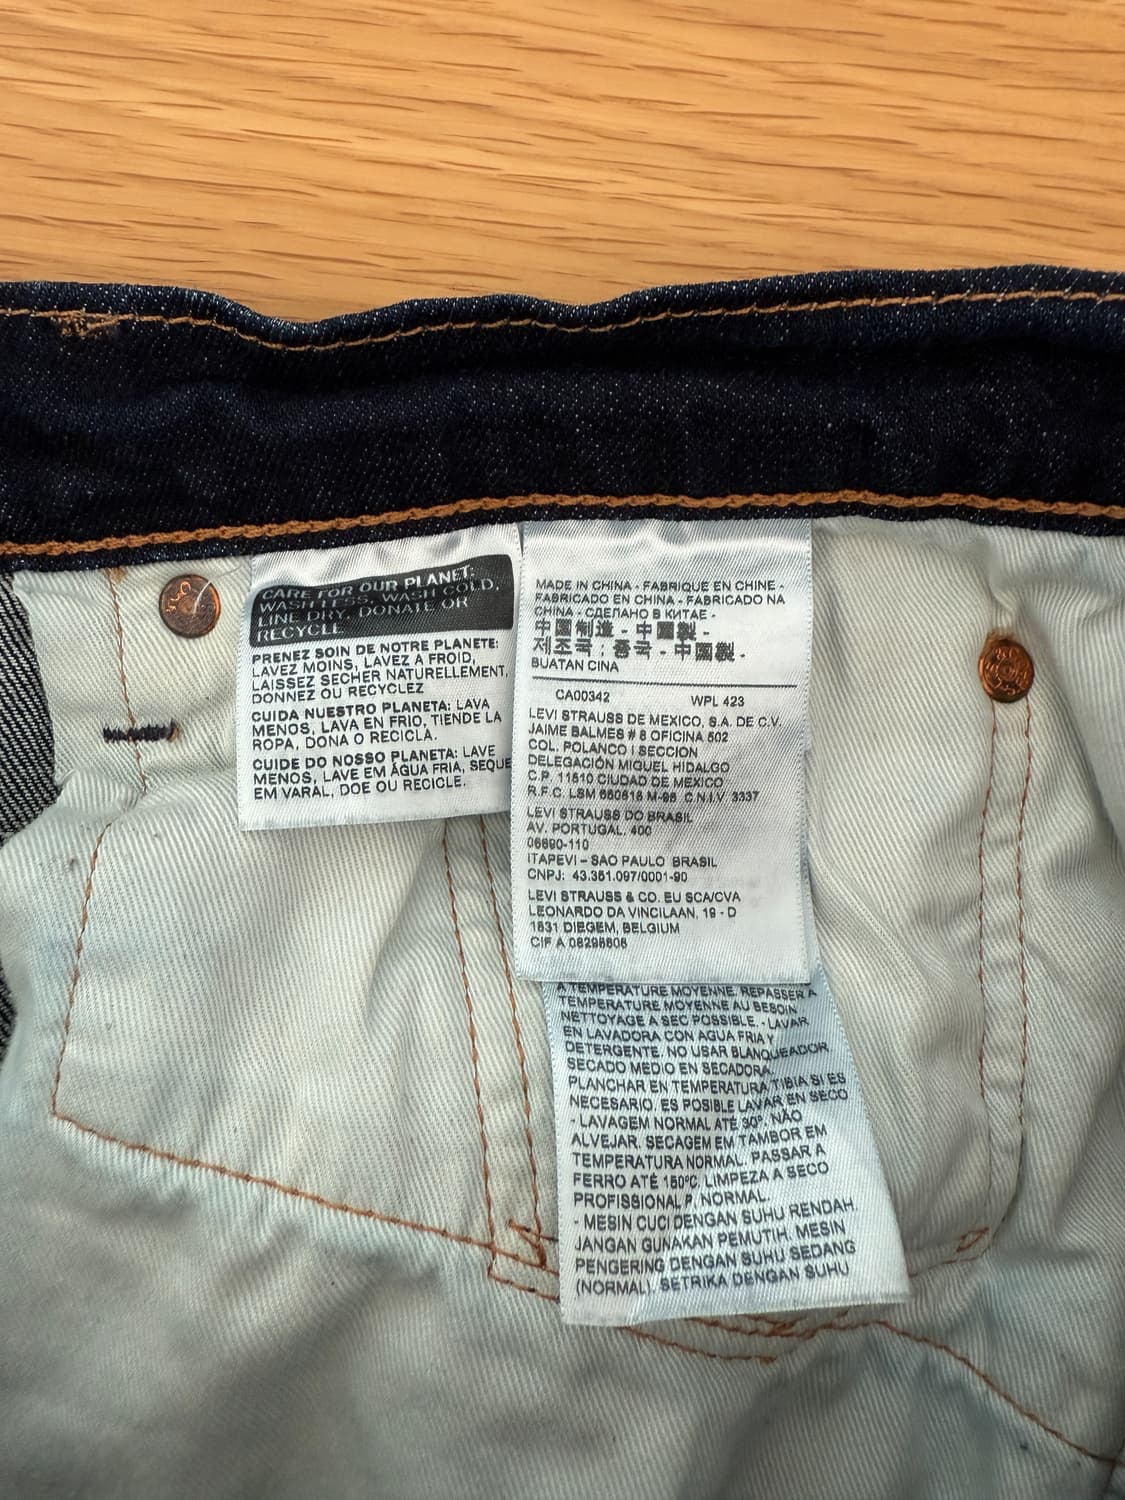 CARE FOR OUR PLANET:
WASH LESS, WASH COLD,
LINE DRY, DONATE OR
RECYCLE
PRENEZ SOIN DE NOTRE PLANETE:
LAVEZ MOINS, LAVEZ A FROID,
LAISSEZ SECHER NATURELLEMENT,
DONNEZ OU RECYCLEZ
CUIDA NUESTRO PLANETA: LAVA
MENOS, LAVA EN FRIO, TIENDE LA
ROPA, DONA O RECICLA.
CUIDE DO NOSSO PLANETA: LAVE
MENOS, LAVE EM ÁGUA FRIA, SEQUE
EM VARAL, DOE OU RECICLE.
MADE IN CHINA - FABRIQUE EN CHINE -
FABRICADO EN CHINA - FABRICADO NA
CHINA - СДЕЛАНО В КИТАЕ -
中国制造 - 中國製 -
제조국 : 중국 - 中國製 -
BUATAN CINA
CA00342 WPL 423
LEVI STRAUSS DE MEXICO, S.A. DE C.V.
JAIME BALMES # 8 OFICINA 602
COL. POLANCO I SECCION
DELEGACIÓN MIGUEL HIDALGO
C.P. 11510 CIUDAD DE MEXICO
R.F.C. LSM C.N.I.V. 3337
LEVI STRAUSS DO BRASIL
AV. PORTUGAL, 400
06690-110
ITAPEVI – SAO PAULO BRASIL
CNPJ: 43.361.097/0001-90
LEVI STRAUSS & CO. EU SCA/CVA
LEONARDO DA VINCILAAN, 19 - D
1831 DIEGEM, BELGIUM
CIF A
A TEMPERATURE MOYENNE. REPASSER A
TEMPERATURE MOYENNE AU BESOIN
NETTOYAGE A SEC POSSIBLE. - LAVAR
EN LAVADORA CON AGUA FRIA Y
DETERGENTE. NO USAR BLANQUEADOR.
SECADO MEDIO EN SECADORA.
PLANCHAR EN TEMPERATURA TIBIA SI ES
NECESARIO. ES POSIBLE LAVAR EN SECO
- LAVAGEM NORMAL ATÉ 30º. NÃO
ALVEJAR. SECAGEM EM TAMBOR EM
TEMPERATURA NORMAL. PASSAR A
FERRO ATÉ 150ºC. LIMPEZA A SECO
PROFISSIONAL P/ NORMAL.
- MESIN CUCI DENGAN SUHU RENDAH.
JANGAN GUNAKAN PEMUTIH. MESIN
PENGERING DENGAN SUHU SEDANG
(NORMAL). SETRIKA DENGAN SUHU